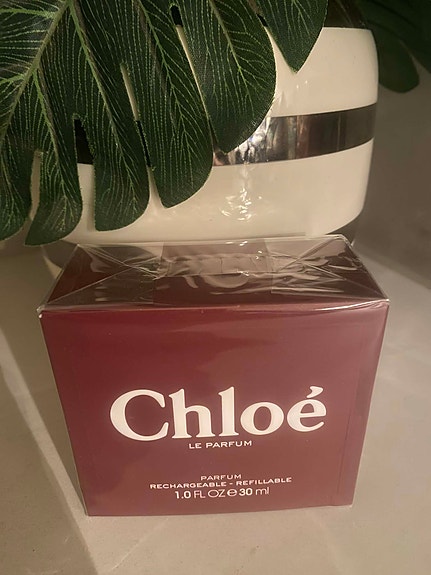 Chloé
LE PARFUM
PARFUM
RECHARGEABLE - REFILLABLE
1.0 FL OZ ℮ 30 ml